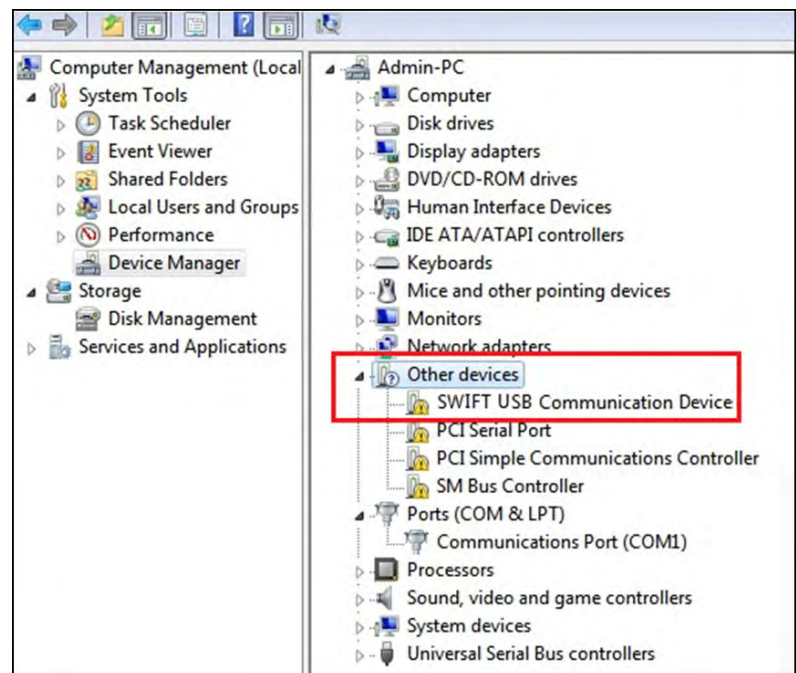 Computer Management (Local
System Tools
Task Scheduler
Event Viewer
Shared Folders
Local Users and Groups
Performance
Device Manager
Storage
Disk Management
Services and Applications
Admin-PC
Computer
Disk drives
Display adapters
DVD/CD-ROM drives
Human Interface Devices
IDE ATA/ATAPI controllers
Keyboards
Mice and other pointing devices
Monitors
Network adapters
Other devices
SWIFT USB Communication Device
PCI Serial Port
PCI Simple Communications Controller
SM Bus Controller
Ports (COM & LPT)
Communications Port (COM1)
Processors
Sound, video and game controllers
System devices
Universal Serial Bus controllers